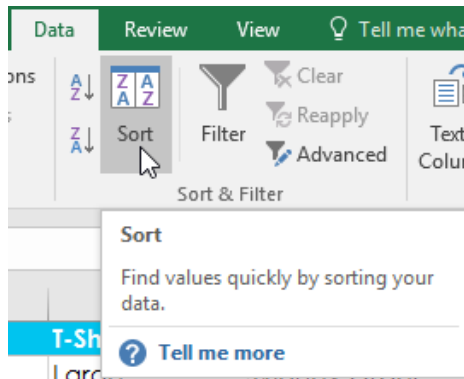 Data Review View Tell me wha
ons Clear
Reapply
Sort Filter Advanced
Text
Colur
Sort & Filter
Sort
Find values quickly by sorting your
data.
T-Sh
Tell me more